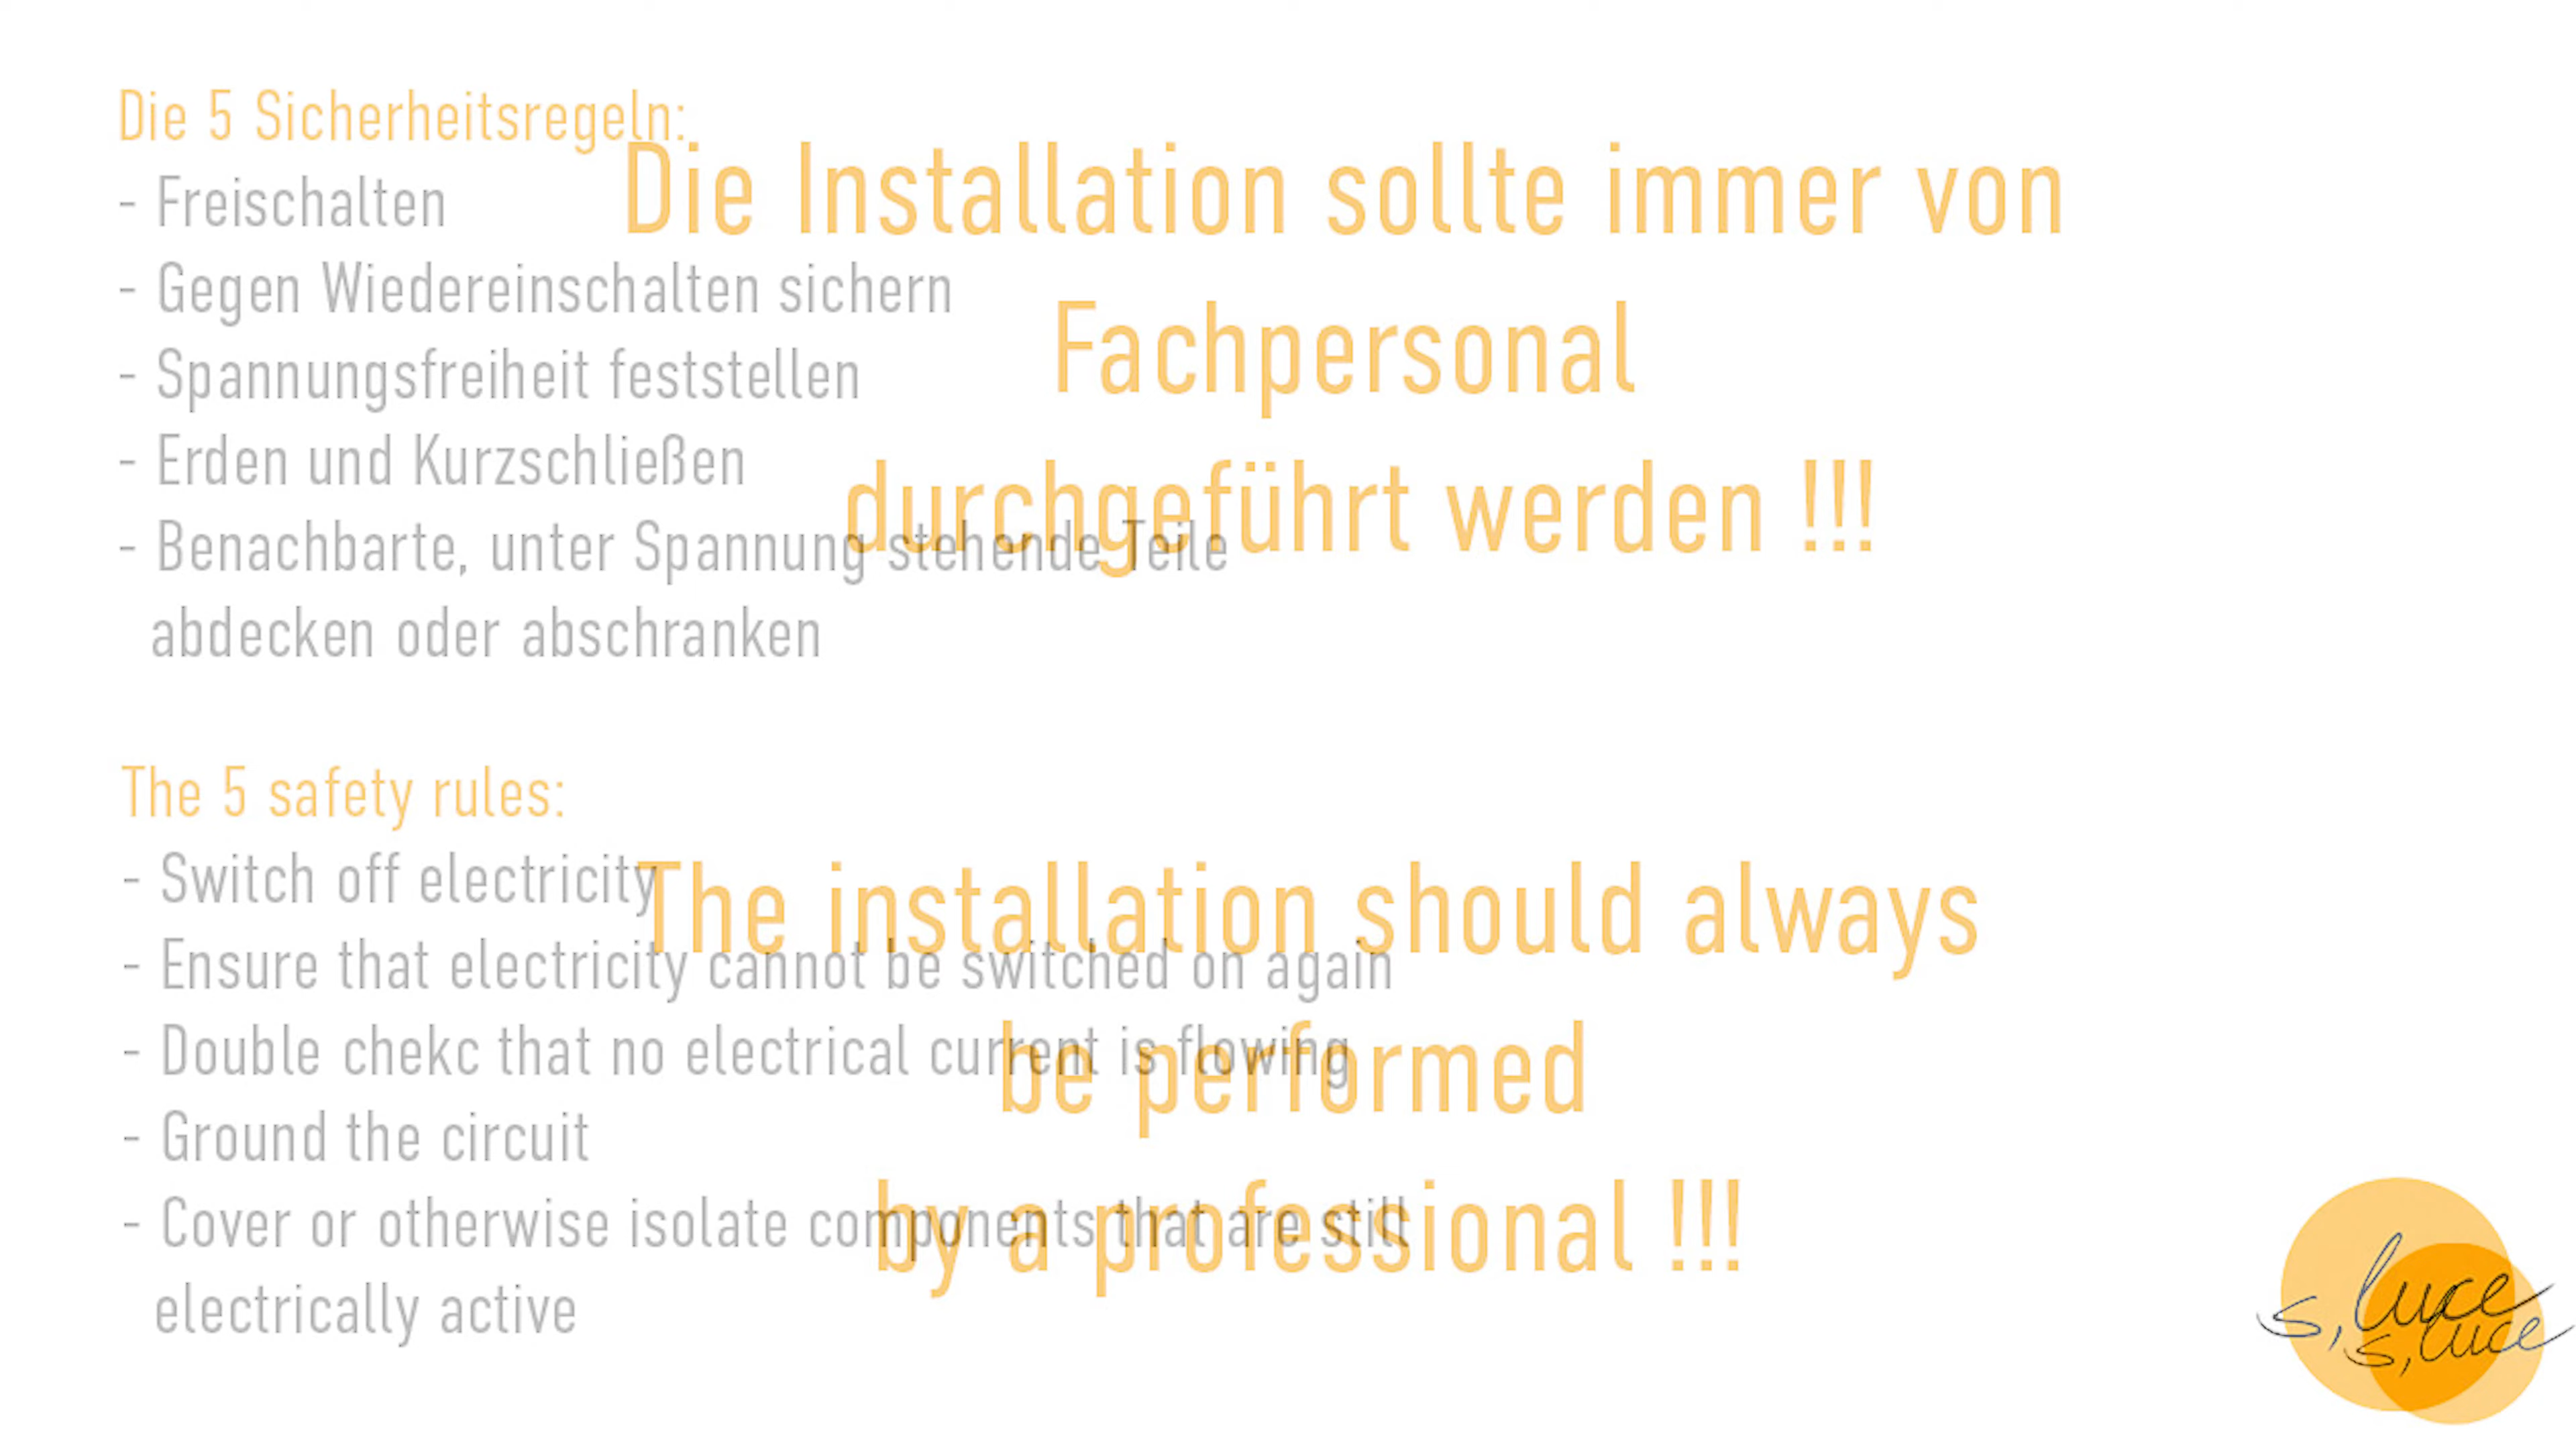 Die 5 Sicherheitsregeln:
- Freischalten
- Gegen Wiedereinschalten sichern
- Spannungsfreiheit feststellen
- Erden und Kurzschließen
- Benachbarte, unter Spannung stehende Teile
abdecken oder abschranken
Die Installation sollte immer von
Fachpersonal
durchgeführt werden !!!
The 5 safety rules:
- Switch off electricity
- Ensure that electricity cannot be switched on again
- Double chekc that no electrical current is flowing
- Ground the circuit
- Cover or otherwise isolate components that are still
electrically active
The installation should always
be performed
by a professional !!!
s,luce
s,luce